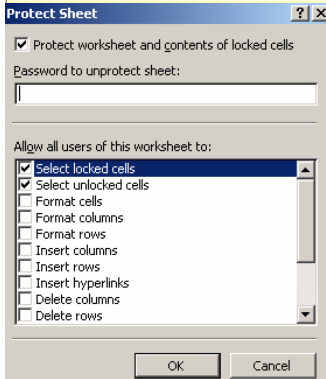 Protect Sheet
Protect worksheet and contents of locked cells
Password to unprotect sheet:
Allow all users of this worksheet to:
Select locked cells
Select unlocked cells
Format cells
Format columns
Format rows
Insert columns
Insert rows
Insert hyperlinks
Delete columns
Delete rows
OK Cancel